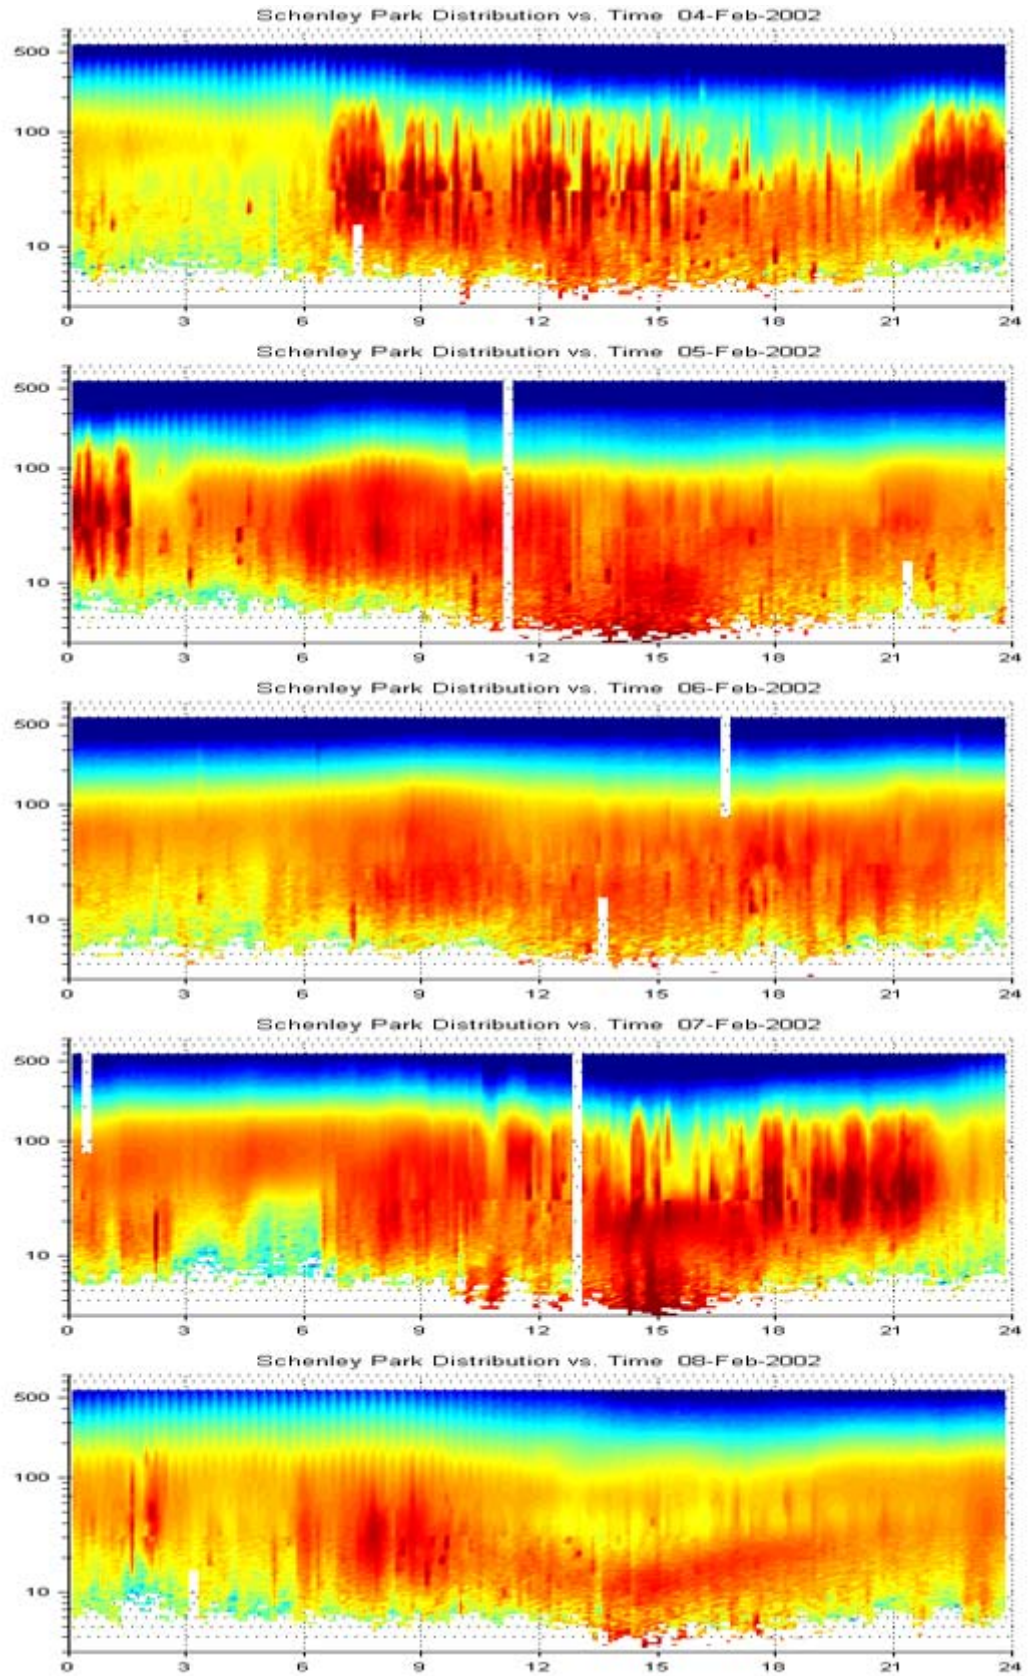 Schenley Park Distribution vs. Time 04-Feb-2002
500
100
10
0 3 6 9 12 15 18 21 24
Schenley Park Distribution vs. Time 05-Feb-2002
500
100
10
0 3 6 9 12 15 18 21 24
Schenley Park Distribution vs. Time 06-Feb-2002
500
100
10
0 3 6 9 12 15 18 21 24
Schenley Park Distribution vs. Time 07-Feb-2002
500
100
10
0 3 6 9 12 15 18 21 24
Schenley Park Distribution vs. Time 08-Feb-2002
500
100
10
0 3 6 9 12 15 18 21 24